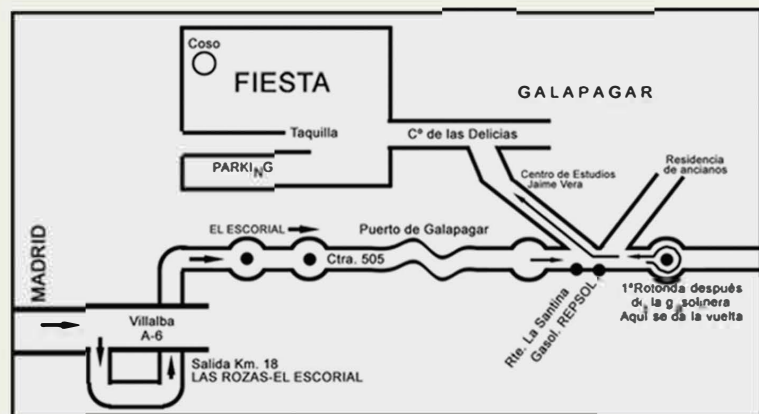 Coso
FIESTA
GALAPAGAR
Taquilla
Cº de las Delicias
PARKING
Centro de Estudios
Jaime Vera
Residencia
de ancianos
EL ESCORIAL
Puerto de Galapagar
Ctra. 505
MADRID
Villalba
A-6
Rte. La Santina
Gasol. REPSOL
1ªRotonda después
de la gasolinera
Aqui se da la vuelta
Salida Km. 18
LAS ROZAS-EL ESCORIAL